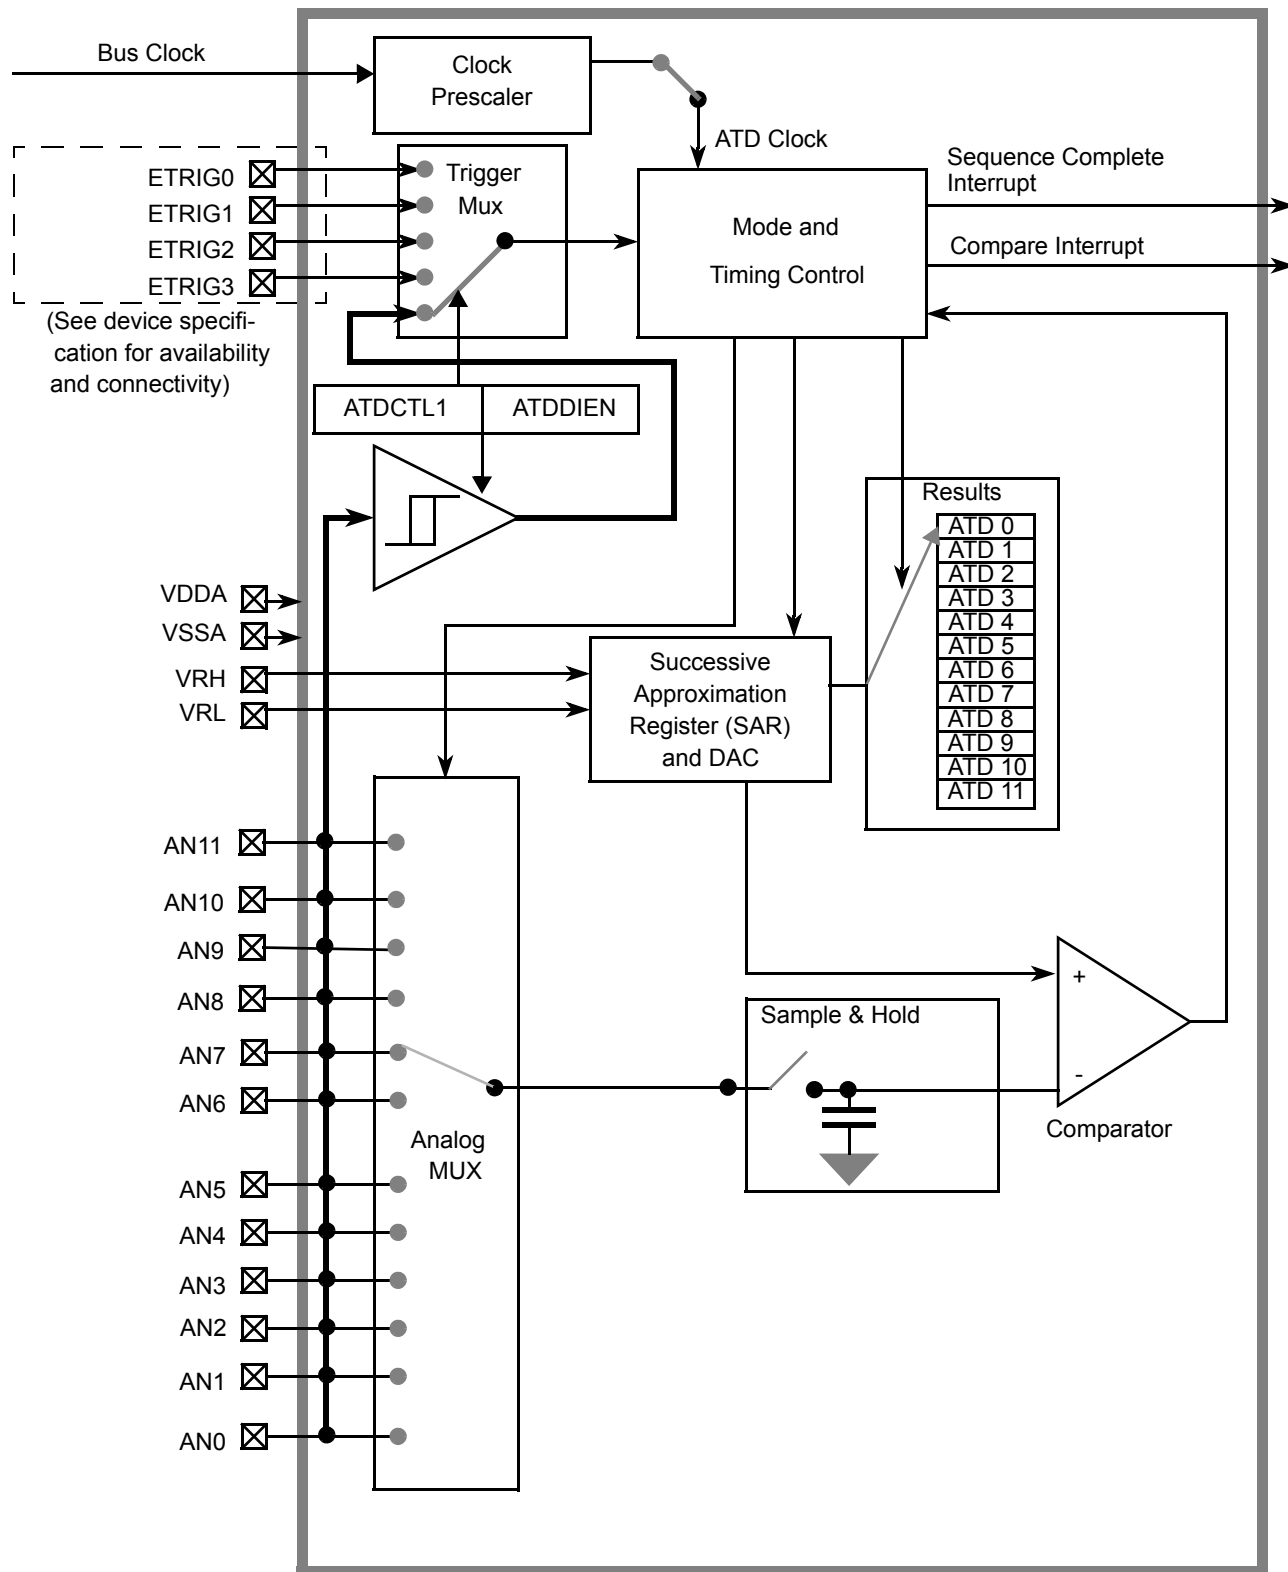 Bus Clock
Clock
Prescaler
ATD Clock
ETRIG0
ETRIG1
ETRIG2
ETRIG3
(See device specifi-
cation for availability
and connectivity)
Trigger
Mux
Mode and
Timing Control
Sequence Complete
Interrupt
Compare Interrupt
ATDCTL1
ATDDIEN
Results
ATD 0
ATD 1
ATD 2
ATD 3
ATD 4
ATD 5
ATD 6
ATD 7
ATD 8
ATD 9
ATD 10
ATD 11
VDDA
VSSA
VRH
VRL
Successive
Approximation
Register (SAR)
and DAC
AN11
AN10
AN9
AN8
AN7
AN6
AN5
AN4
AN3
AN2
AN1
AN0
Analog
MUX
Sample & Hold
+
-
Comparator